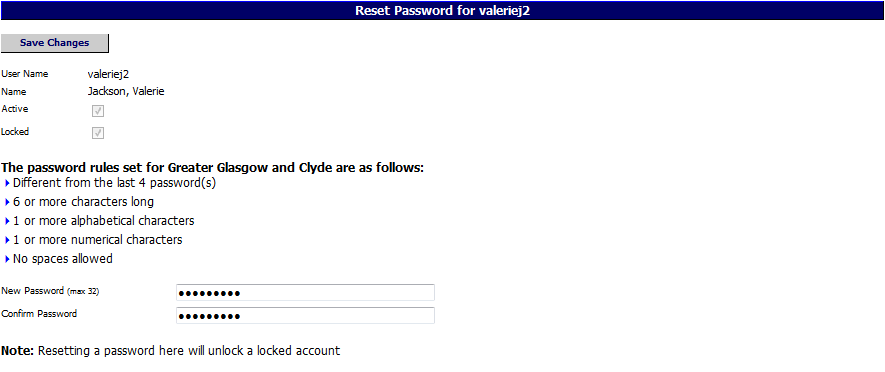 Reset Password for valeriej2
Save Changes
User Name valeriej2
Name Jackson, Valerie
Active
Locked
The password rules set for Greater Glasgow and Clyde are as follows:
Different from the last 4 password(s)
6 or more characters long
1 or more alphabetical characters
1 or more numerical characters
No spaces allowed
New Password (max 32) •••••••••
Confirm Password •••••••••
Note: Resetting a password here will unlock a locked account